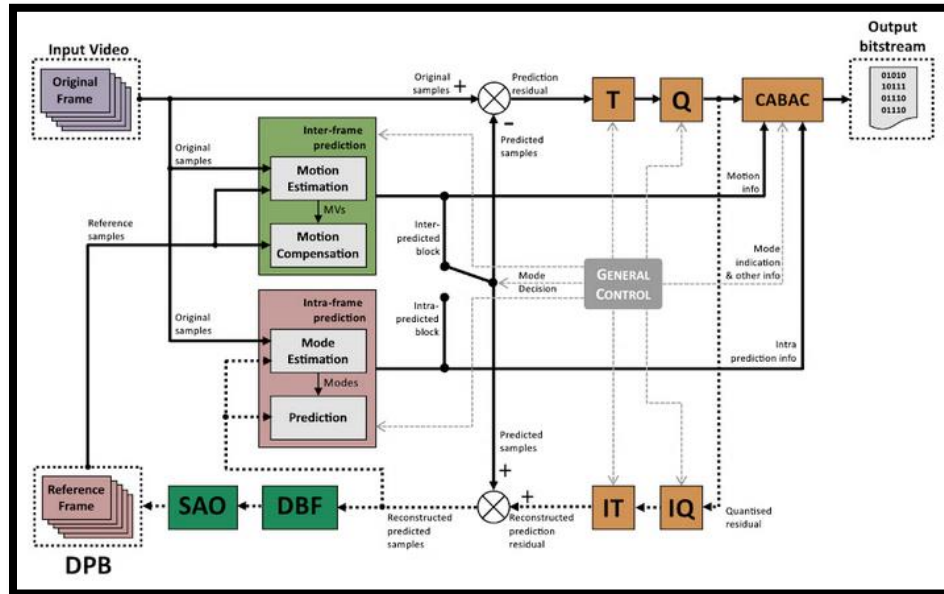 Input Video
Original
Frame
Original
samples
+
Prediction
residual
T
Q
CABAC
Output
bitstream
01010
10111
01110
01110
–
Predicted
samples
Inter-frame
prediction
Original
samples
Motion
Estimation
MVs
Motion
Compensation
Reference
samples
Motion
info
Inter-
predicted
block
Mode
Decision
GENERAL
CONTROL
Mode
indication
& other info
Intra-
predicted
block
Intra-frame
prediction
Original
samples
Mode
Estimation
Modes
Prediction
Intra
prediction info
Predicted
samples
+
+
Reference
Frame
DPB
SAO
DBF
Reconstructed
predicted
samples
Reconstructed
prediction
residual
IT
IQ
Quantised
residual